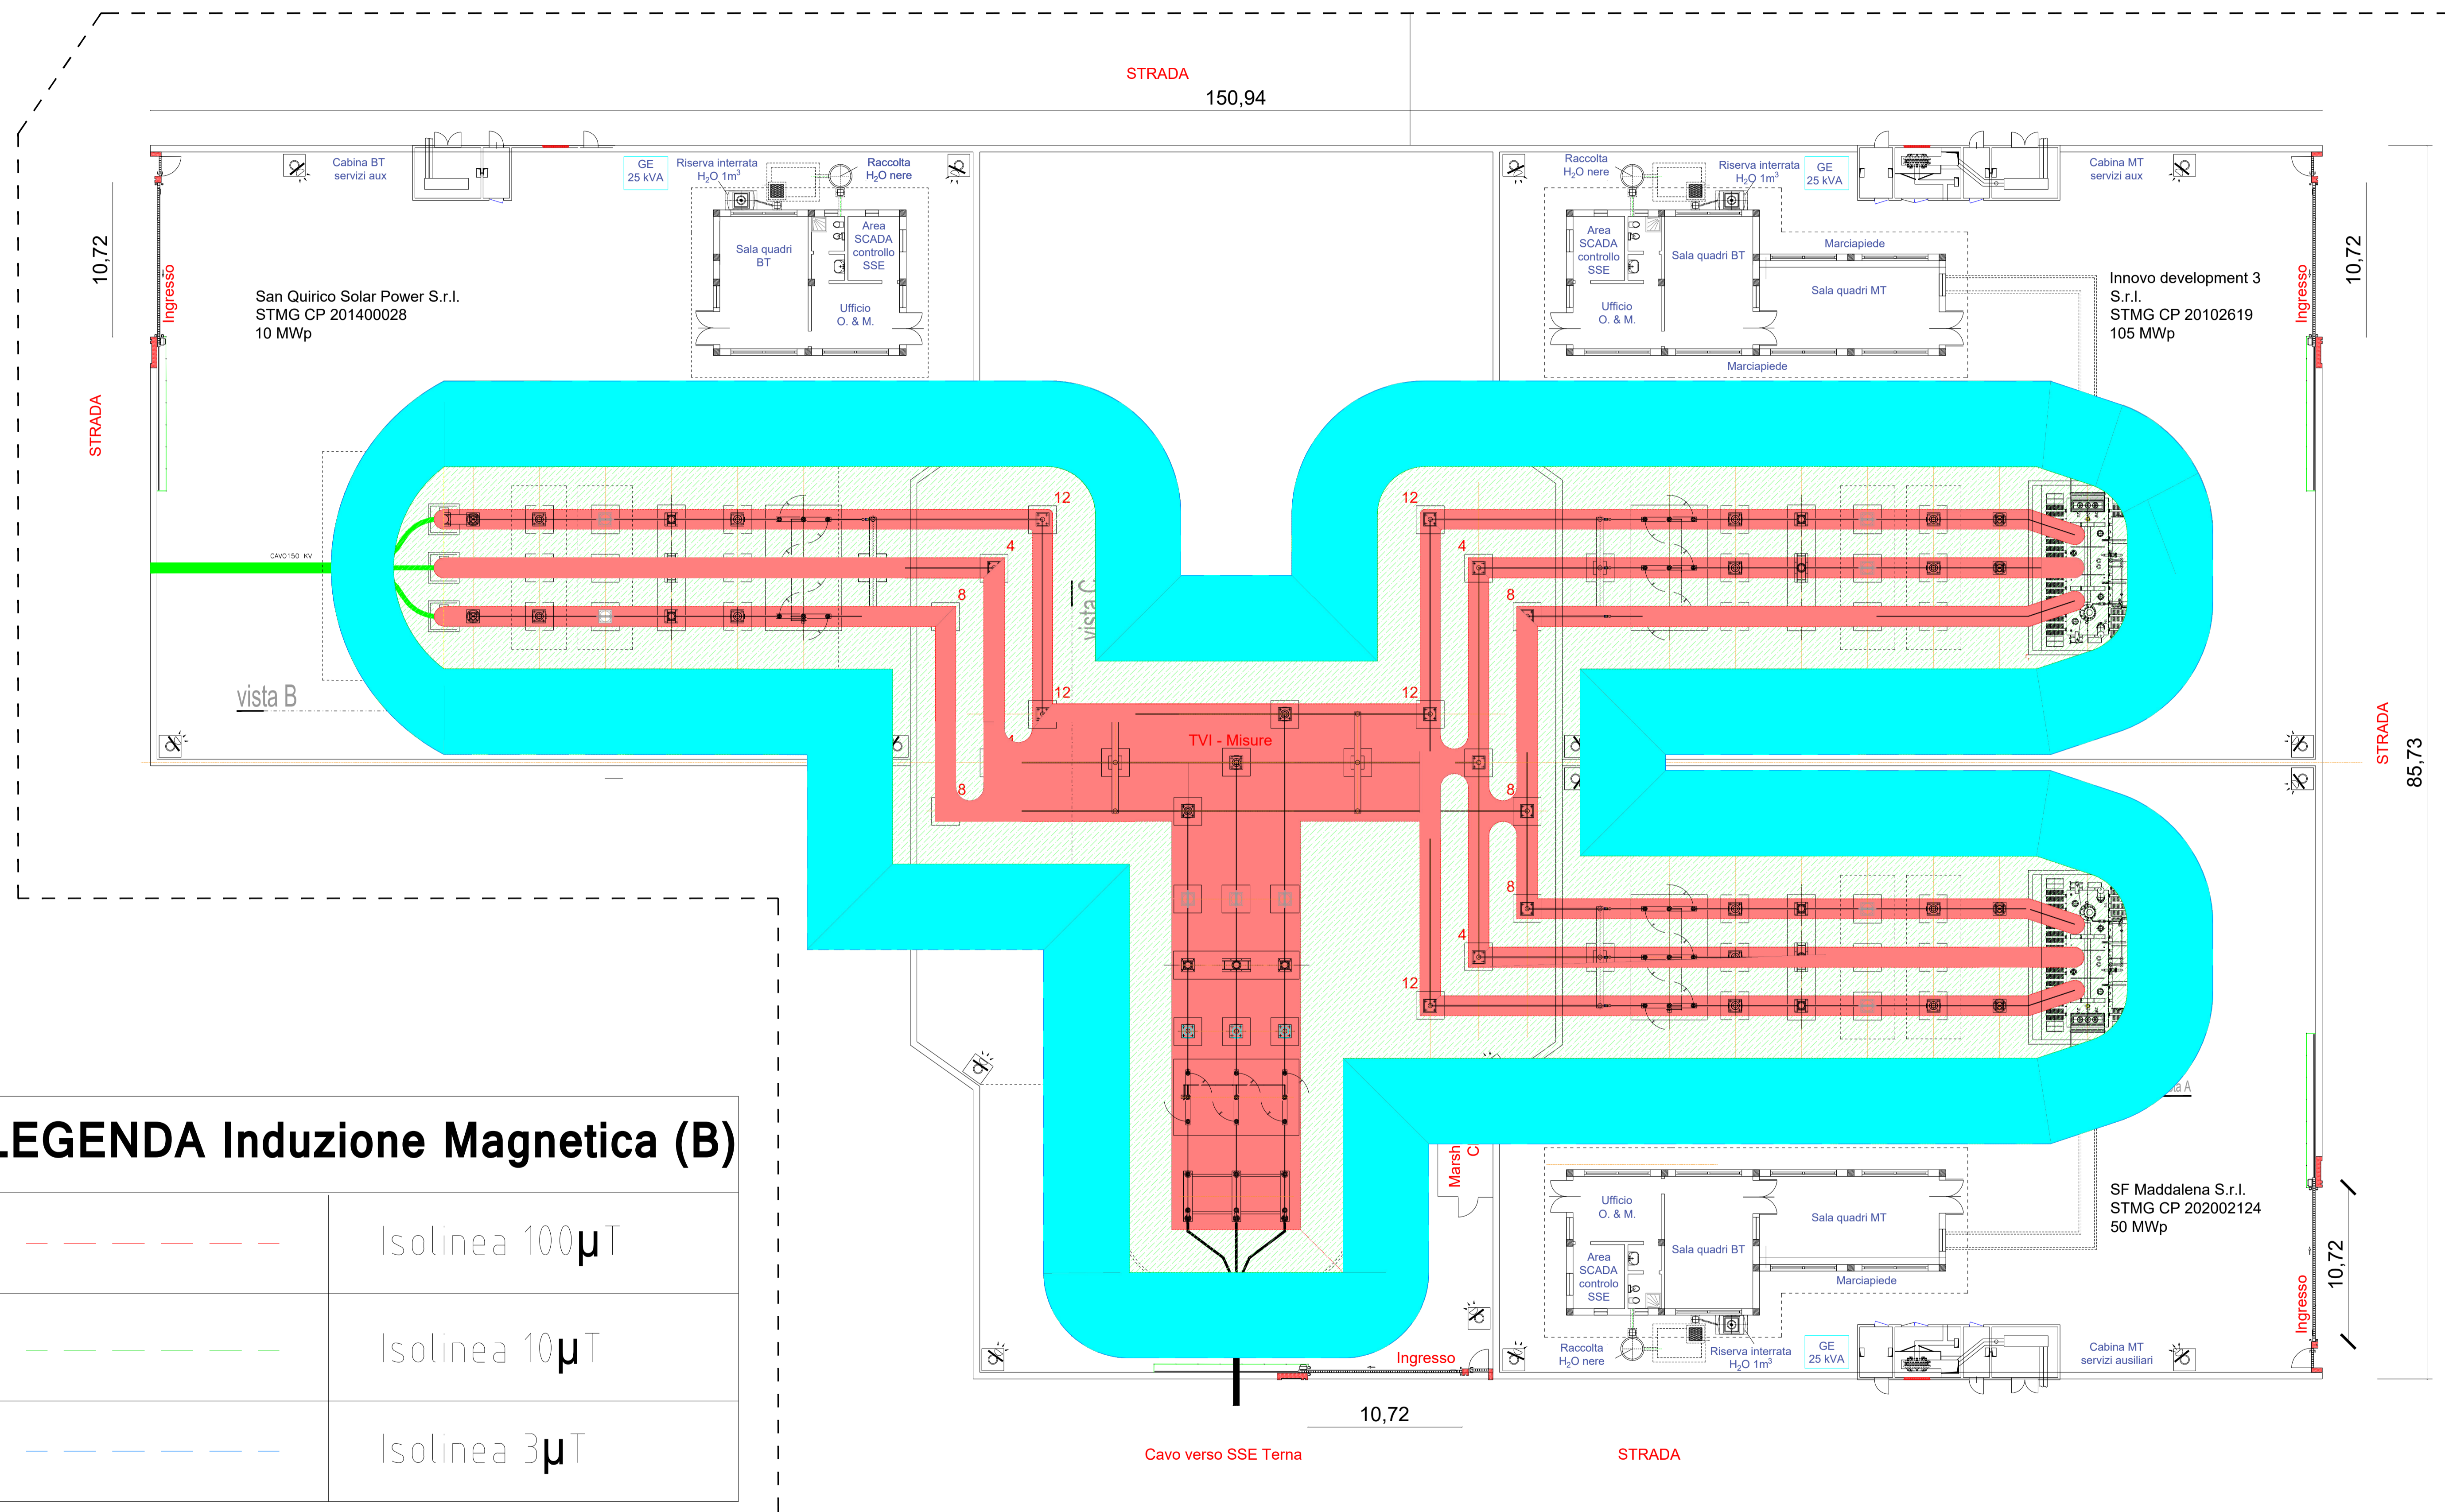 STRADA
150,94
Cabina BT
servizi aux
GE
25 kVA
Riserva interrata
H₂O 1m³
Raccolta
H₂O nere
Raccolta
H₂O nere
Riserva interrata
H₂O 1m³
GE
25 kVA
Cabina MT
servizi aux
10,72
Ingresso
San Quirico Solar Power S.r.l.
STMG CP 201400028
10 MWp
Sala quadri
BT
Area
SCADA
controllo
SSE
Ufficio
O. & M.
Area
SCADA
controllo
SSE
Ufficio
O. & M.
Sala quadri BT
Marciapiede
Sala quadri MT
Marciapiede
Innovo development 3
S.r.l.
STMG CP 20102619
105 MWp
Ingresso
10,72
STRADA
CAVO150 KV
12
4
8
12
4
8
vista C
vista B
12
12
TVI - Misure
4
8
8
STRADA
85,73
8
4
12
LEGENDA Induzione Magnetica (B)
Isolinea 100µT
Isolinea 10µT
Isolinea 3µT
Marsh
C
ta A
Ufficio
O. & M.
Area
SCADA
controlo
SSE
Sala quadri BT
Sala quadri MT
Marciapiede
SF Maddalena S.r.l.
STMG CP 202002124
50 MWp
Ingresso
10,72
Raccolta
H₂O nere
Riserva interrata
H₂O 1m³
GE
25 kVA
Cabina MT
servizi ausiliari
Ingresso
10,72
Cavo verso SSE Terna
STRADA